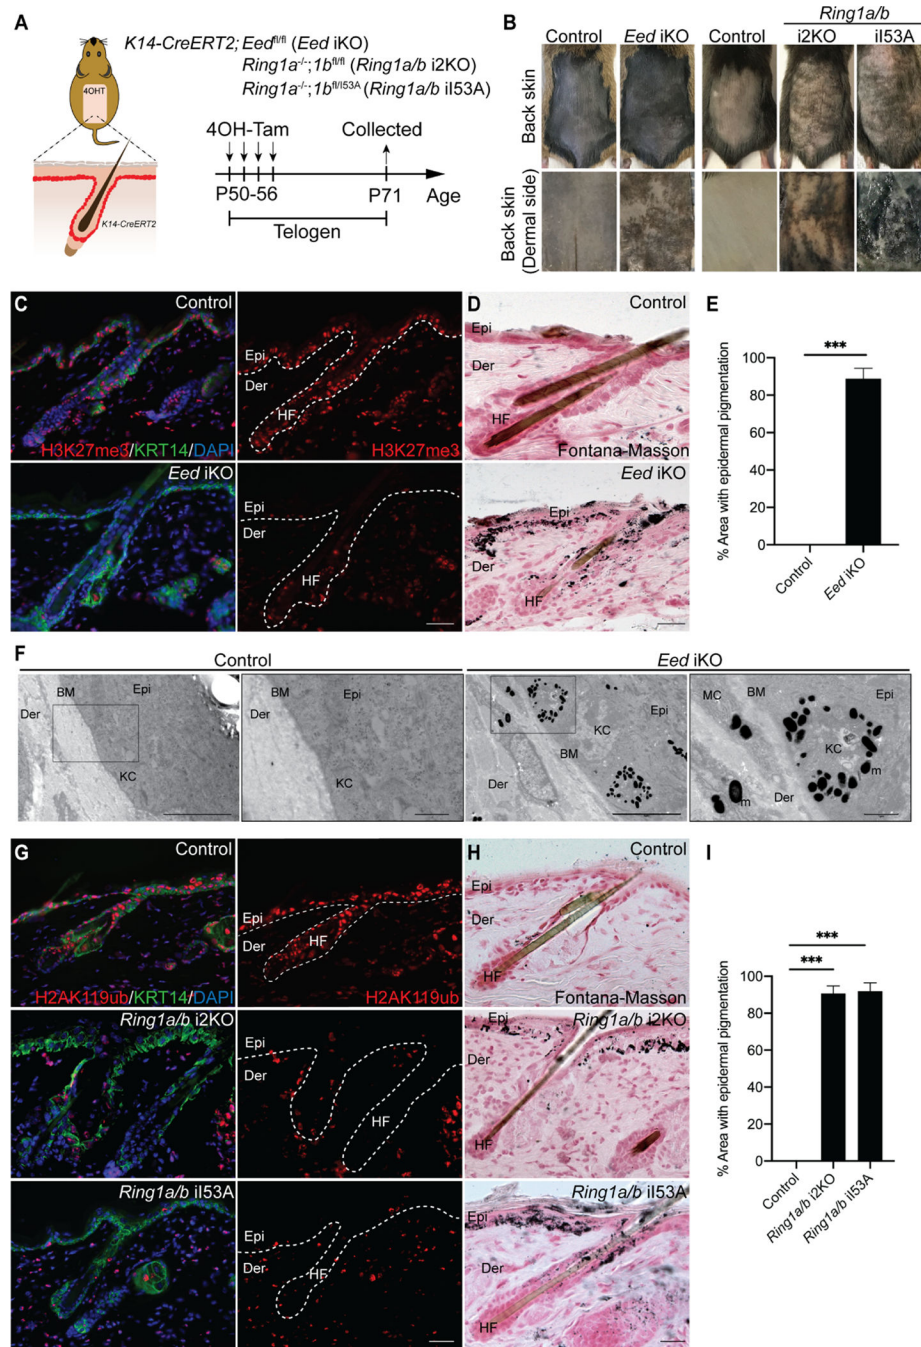 A
K14-CreERT2; Eedfl/fl (Eed iKO)
Ring1a-/-;1bfl/fl (Ring1a/b i2KO)
Ring1a-/-;1bfl/I53A (Ring1a/b iI53A)
4OHT
K14-CreERT2
4OH-Tam
Collected
P50-56
P71
Age
Telogen
B
Ring1a/b
Control
Eed iKO
Control
i2KO
iI53A
Back skin
Back skin
(Dermal side)
C
Control
Epi
Der
HF
H3K27me3/KRT14/DAPI
H3K27me3
Eed iKO
Epi
Der
HF
D
Control
Epi
Der
HF
Fontana-Masson
Eed iKO
Epi
Der
HF
E
% Area with epidermal pigmentation
100
80
60
40
20
0
***
Control
Eed iKO
F
Control
Eed iKO
BM
Epi
Der
KC
BM
Epi
Der
KC
KC
Epi
BM
Der
MC
BM
Epi
KC
m
m
Der
G
Control
Epi
Der
HF
H2AK119ub/KRT14/DAPI
H2AK119ub
Ring1a/b i2KO
Epi
Der
HF
Ring1a/b iI53A
Epi
Der
HF
H
Control
Epi
Der
HF
Fontana-Masson
Ring1a/b i2KO
Epi
Der
HF
Ring1a/b iI53A
Epi
Der
HF
I
% Area with epidermal pigmentation
100
80
60
40
20
0
***
***
Control
Ring1a/b i2KO
Ring1a/b iI53A